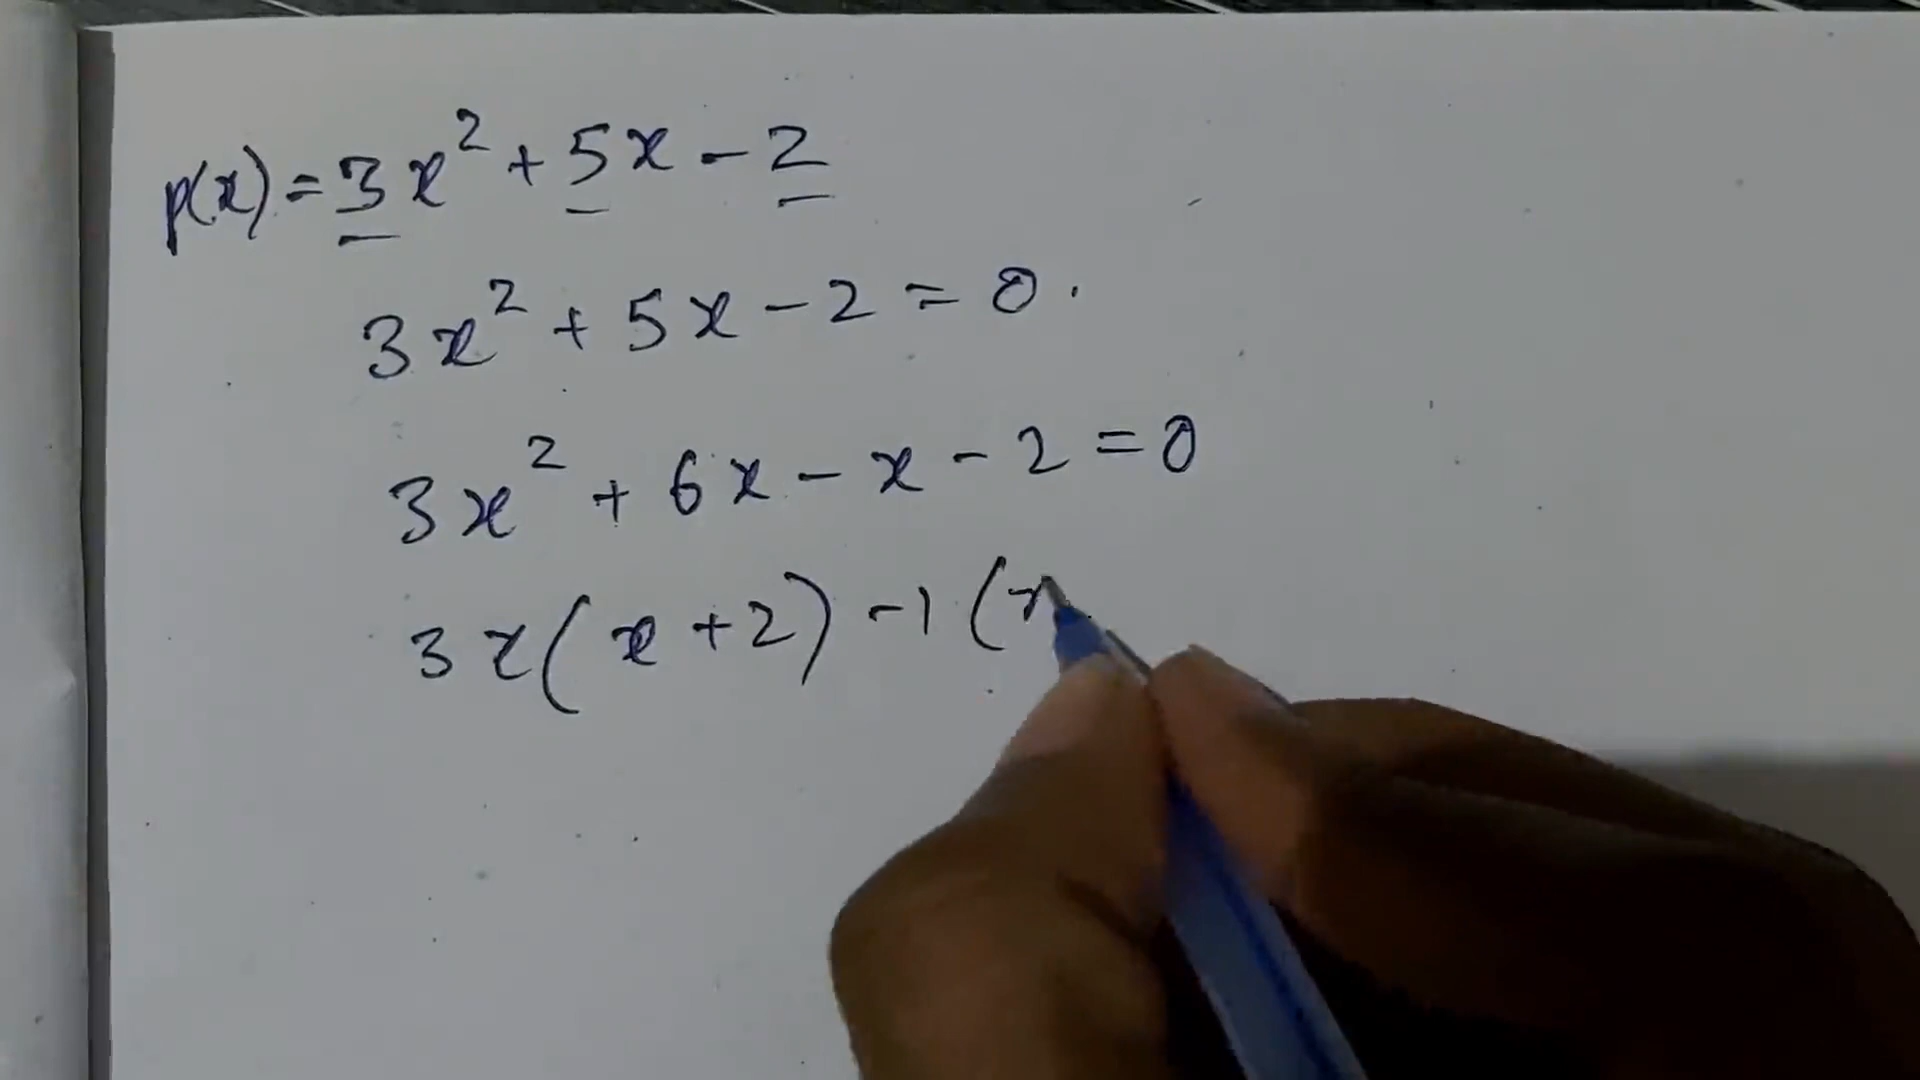 p(x) = 3x² + 5x - 2
3x² + 5x - 2 = 0.
3x² + 6x - x - 2 = 0
3x(x + 2) - 1 (x